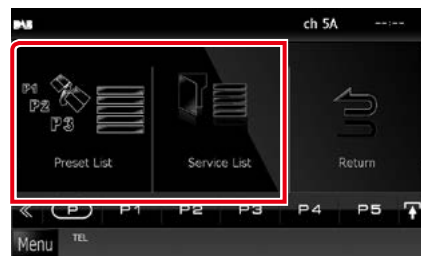 DAB ch 5A --:--
P1
P2
P3
Preset List Service List Return
P P1 P2 P3 P4 P5
Menu TEL